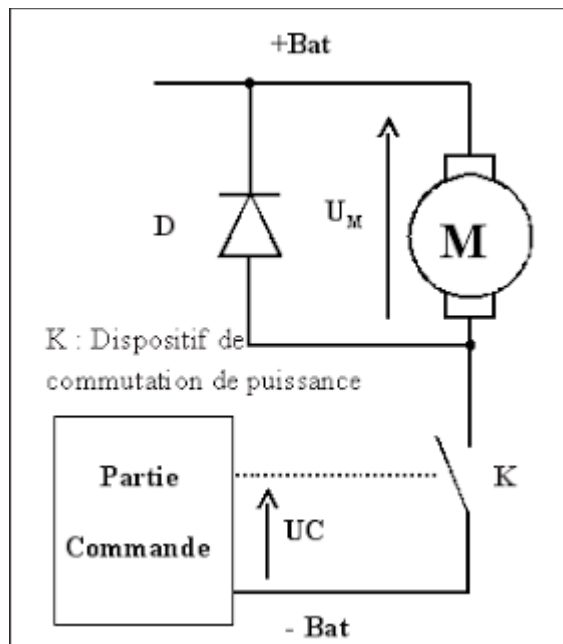 +Bat
D
U_M
M
K : Dispositif de
commutation de puissance
Partie
Commande
UC
K
- Bat